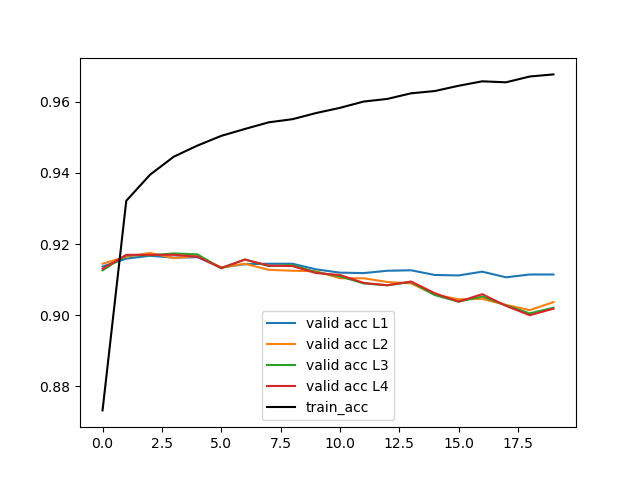 0.96
0.94
0.92
0.90
0.88
valid acc L1
valid acc L2
valid acc L3
valid acc L4
train_acc
0.0 2.5 5.0 7.5 10.0 12.5 15.0 17.5